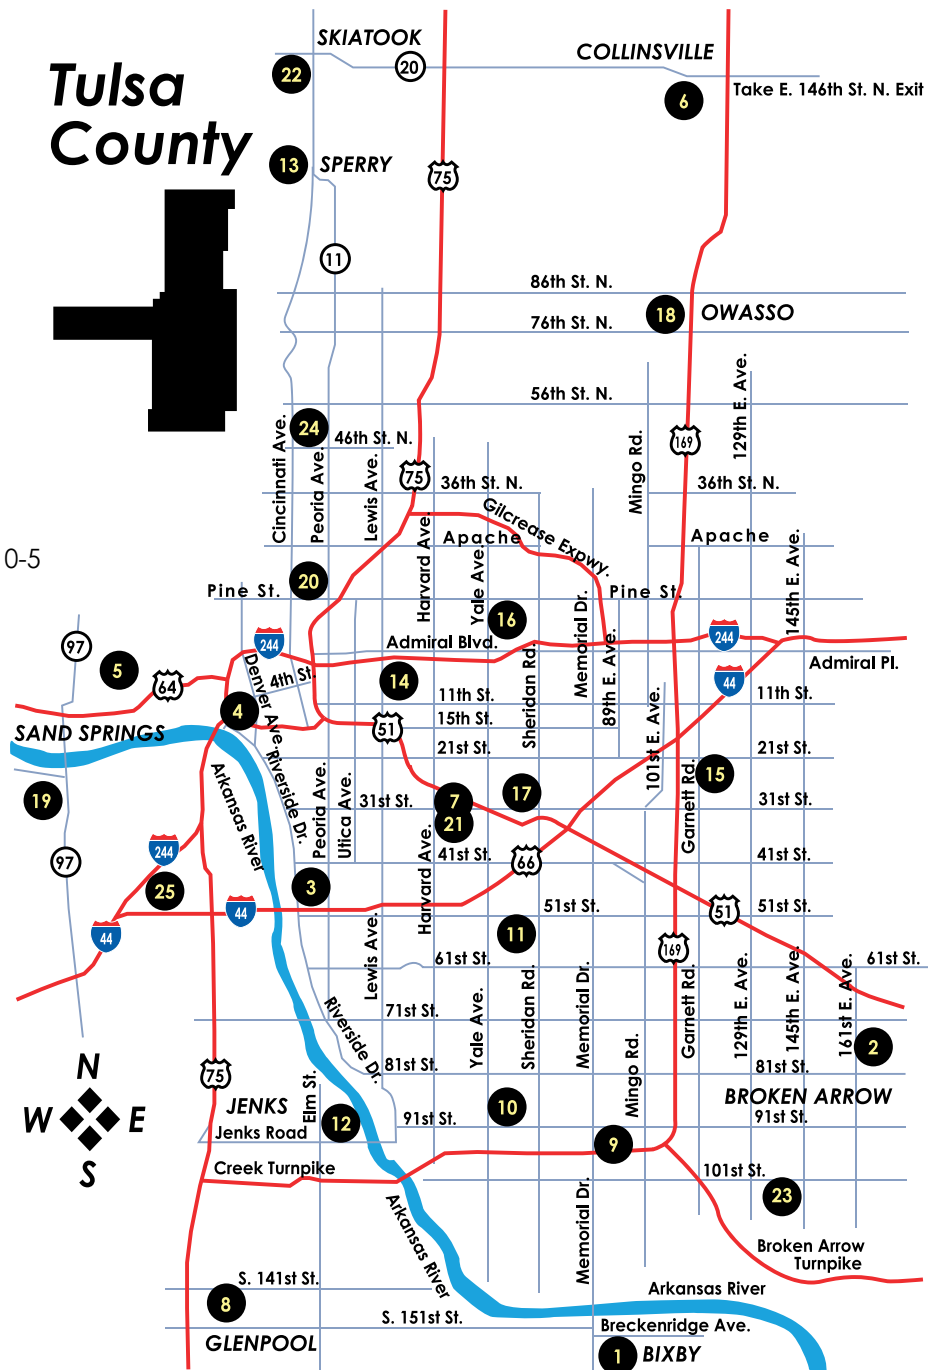 SKIATOOK
COLLINSVILLE
Tulsa
County
20
22
6
Take E. 146th St. N. Exit
13
SPERRY
75
11
86th St. N.
18
OWASSO
76th St. N.
56th St. N.
129th E. Ave.
24
46th St. N.
Cincinnati Ave.
Peoria Ave.
Lewis Ave.
Mingo Rd.
169
75
36th St. N.
36th St. N.
Gilcrease Expwy.
Harvard Ave.
Apache
Apache
0-5
Yale Ave.
145th E. Ave.
20
Pine St.
Pine St.
16
Memorial Dr.
97
244
Admiral Blvd.
244
Admiral Pl.
5
64
Denver Ave.
4th St.
14
Sheridan Rd.
89th E. Ave.
44
11th St.
11th St.
4
15th St.
SAND SPRINGS
51
101st E. Ave.
21st St.
21st St.
Riverside Dr.
Arkansas River
Peoria Ave.
Utica Ave.
19
31st St.
7
17
15
31st St.
Garnett Rd.
21
97
244
Harvard Ave.
41st St.
66
41st St.
25
3
44
51st St.
51
51st St.
44
11
Lewis Ave.
169
61st St.
61st St.
Yale Ave.
Sheridan Rd.
Memorial Dr.
Garnett Rd.
129th E. Ave.
145th E. Ave.
161st E. Ave.
71st St.
Riverside Dr.
2
81st St.
81st St.
75
Mingo Rd.
N
W E
S
JENKS
Elm St.
BROKEN ARROW
10
12
91st St.
91st St.
Jenks Road
9
Creek Turnpike
101st St.
23
Memorial Dr.
Arkansas River
Broken Arrow
Turnpike
S. 141st St.
Arkansas River
8
S. 151st St.
Breckenridge Ave.
GLENPOOL
1
BIXBY